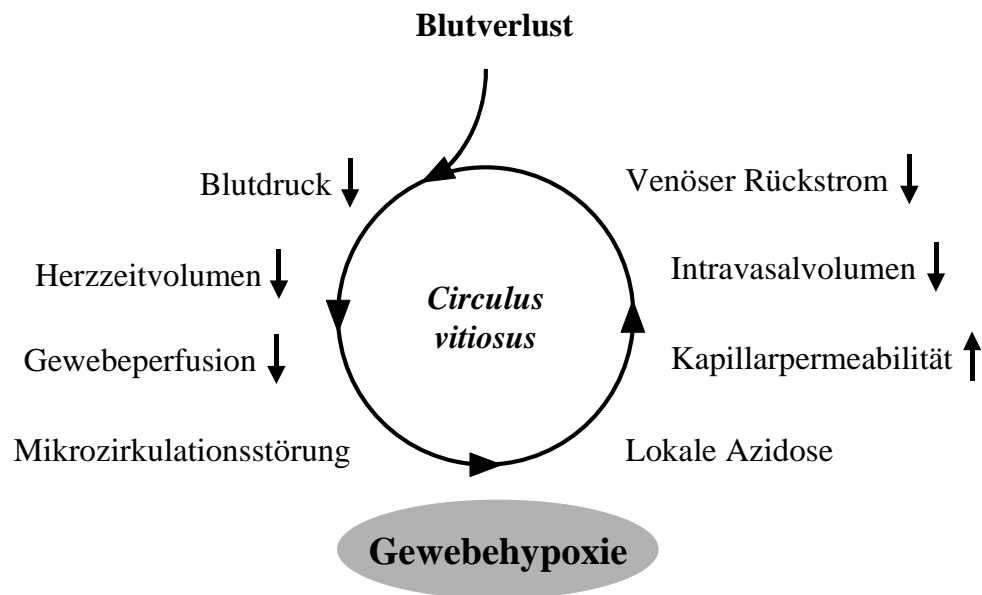 Blutverlust
Blutdruck
Venöser Rückstrom
Herzzeitvolumen
Intravasalvolumen
Circulus
vitiosus
Gewebeperfusion
Kapillarpermeabilität
Mikrozirkulationsstörung
Lokale Azidose
Gewebehypoxie